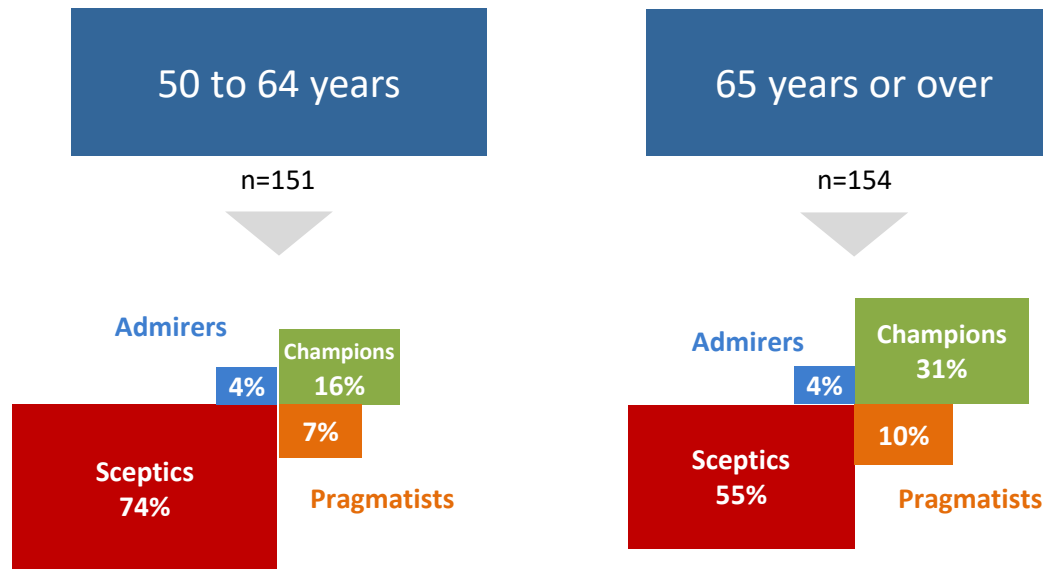 50 to 64 years
n=151
Admirers
4%
Champions
16%
7%
Sceptics
74%
Pragmatists
65 years or over
n=154
Admirers
4%
Champions
31%
10%
Sceptics
55%
Pragmatists